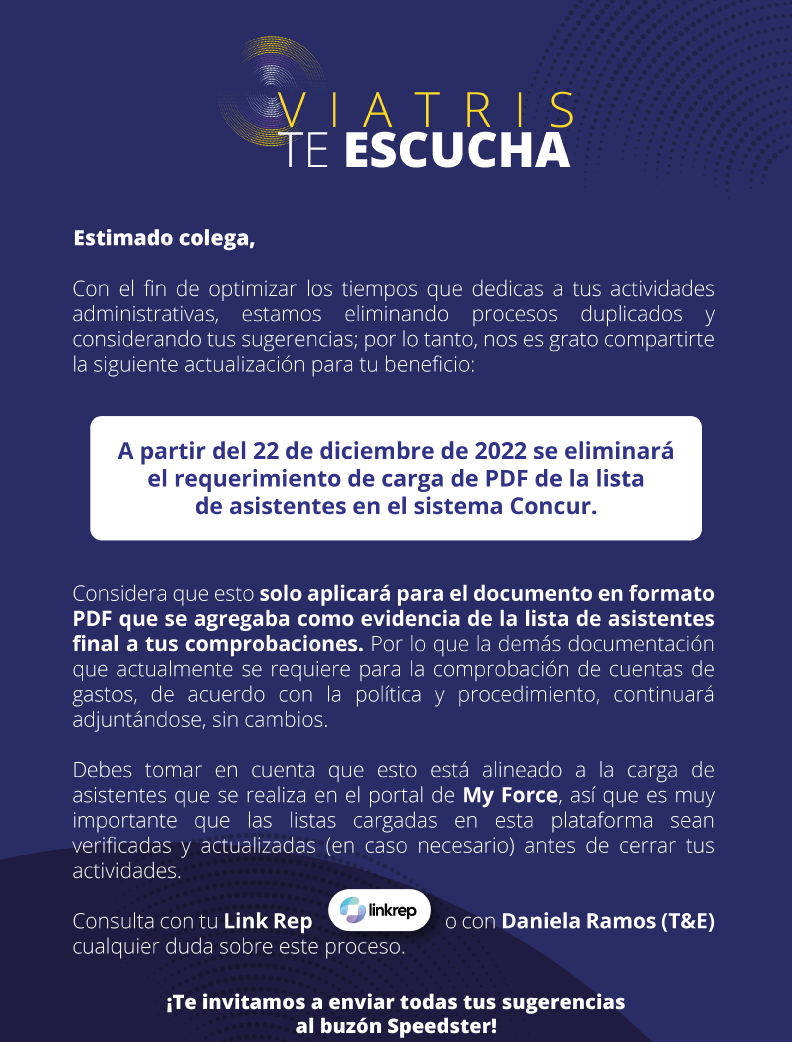 VIATRIS
TE ESCUCHA
Estimado colega,
Con el fin de optimizar los tiempos que dedicas a tus actividades
administrativas, estamos eliminando procesos duplicados y
considerando tus sugerencias; por lo tanto, nos es grato compartirte
la siguiente actualización para tu beneficio:
A partir del 22 de diciembre de 2022 se eliminará
el requerimiento de carga de PDF de la lista
de asistentes en el sistema Concur.
Considera que esto solo aplicará para el documento en formato
PDF que se agregaba como evidencia de la lista de asistentes
final a tus comprobaciones. Por lo que la demás documentación
que actualmente se requiere para la comprobación de cuentas de
gastos, de acuerdo con la política y procedimiento, continuará
adjuntándose, sin cambios.
Debes tomar en cuenta que esto está alineado a la carga de
asistentes que se realiza en el portal de My Force, así que es muy
importante que las listas cargadas en esta plataforma sean
verificadas y actualizadas (en caso necesario) antes de cerrar tus
actividades.
Consulta con tu Link Rep linkrep o con Daniela Ramos (T&E)
cualquier duda sobre este proceso.
¡Te invitamos a enviar todas tus sugerencias
al buzón Speedster!